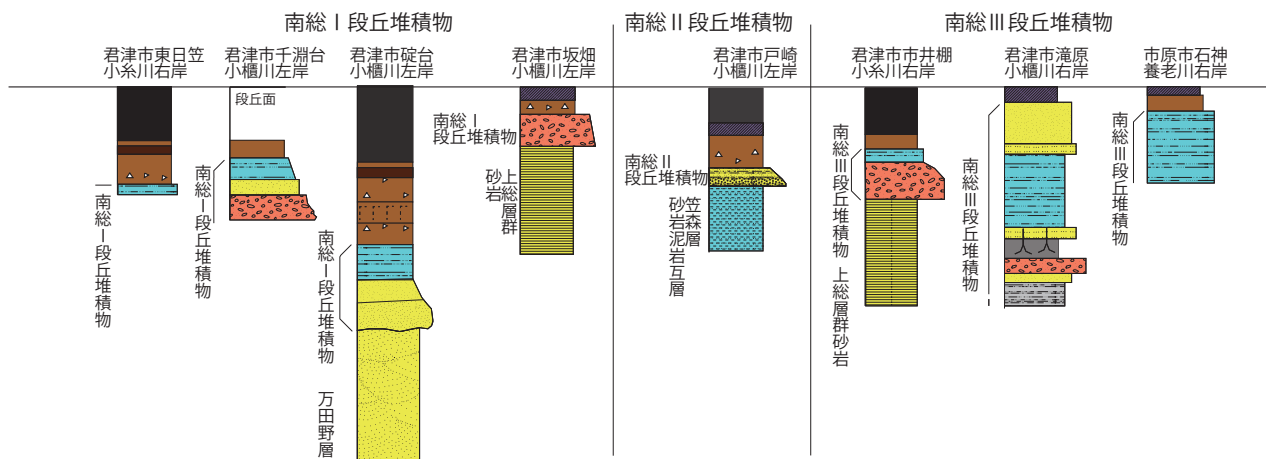 南総Ⅰ段丘堆積物
南総Ⅱ段丘堆積物
南総Ⅲ段丘堆積物
君津市東日笠
小糸川右岸
君津市千淵台
小櫃川左岸
君津市碇台
小櫃川左岸
君津市坂畑
小櫃川左岸
君津市戸崎
小櫃川左岸
君津市市井棚
小糸川右岸
君津市滝原
小櫃川右岸
市原市石神
養老川右岸
段丘面
南総Ⅰ段丘堆積物
南総Ⅰ段丘堆積物
南総Ⅰ段丘堆積物
万田野層
南総Ⅰ
段丘堆積物
上総層群
砂岩
南総Ⅱ
段丘堆積物
笠森層
砂岩泥岩互層
南総Ⅲ段丘堆積物
上総層群砂岩
南総Ⅲ段丘堆積物
南総Ⅲ段丘堆積物